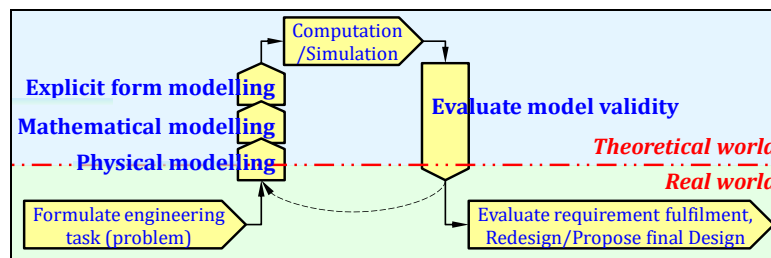 Computation
/Simulation
Explicit form modelling
Evaluate model validity
Mathematical modelling
Theoretical world
Physical modelling
Real world
Formulate engineering
task (problem)
Evaluate requirement fulfilment,
Redesign/Propose final Design